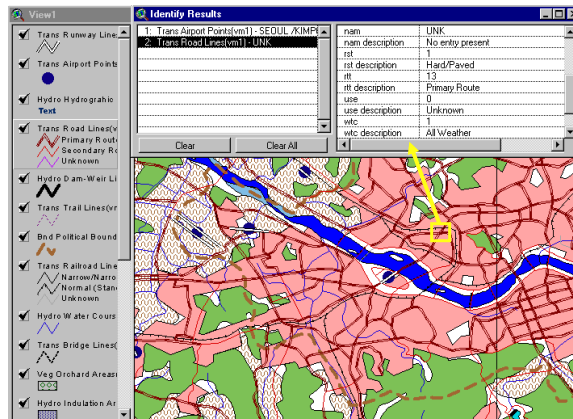 View1
Trans Runway Line
Trans Airport Points
Hydro Hydrograhic
Text
Trans Road Lines(v
Primary Route
Secondary Ro
Unknown
Hydro Dam-Weir Li
Trans Trail Lines(vr
Bnd Political Bound
Trans Railroad Line
Narrow/Narro
Normal (Stan
Unknown
Hydro Water Cours
Trans Bridge Lines(
Veg Orchard Areas
Hydro Indulation Ar
Identify Results
1: Trans Airport Points(vm1) - SEOUL /KIMP
2: Trans Road Lines(vm1) - UNK
Clear
Clear All
nam UNK
nam description No entry present
rst 1
rst description Hard/Paved
rtt 13
rtt description Primary Route
use 0
use description Unknown
wtc 1
wtc description All Weather